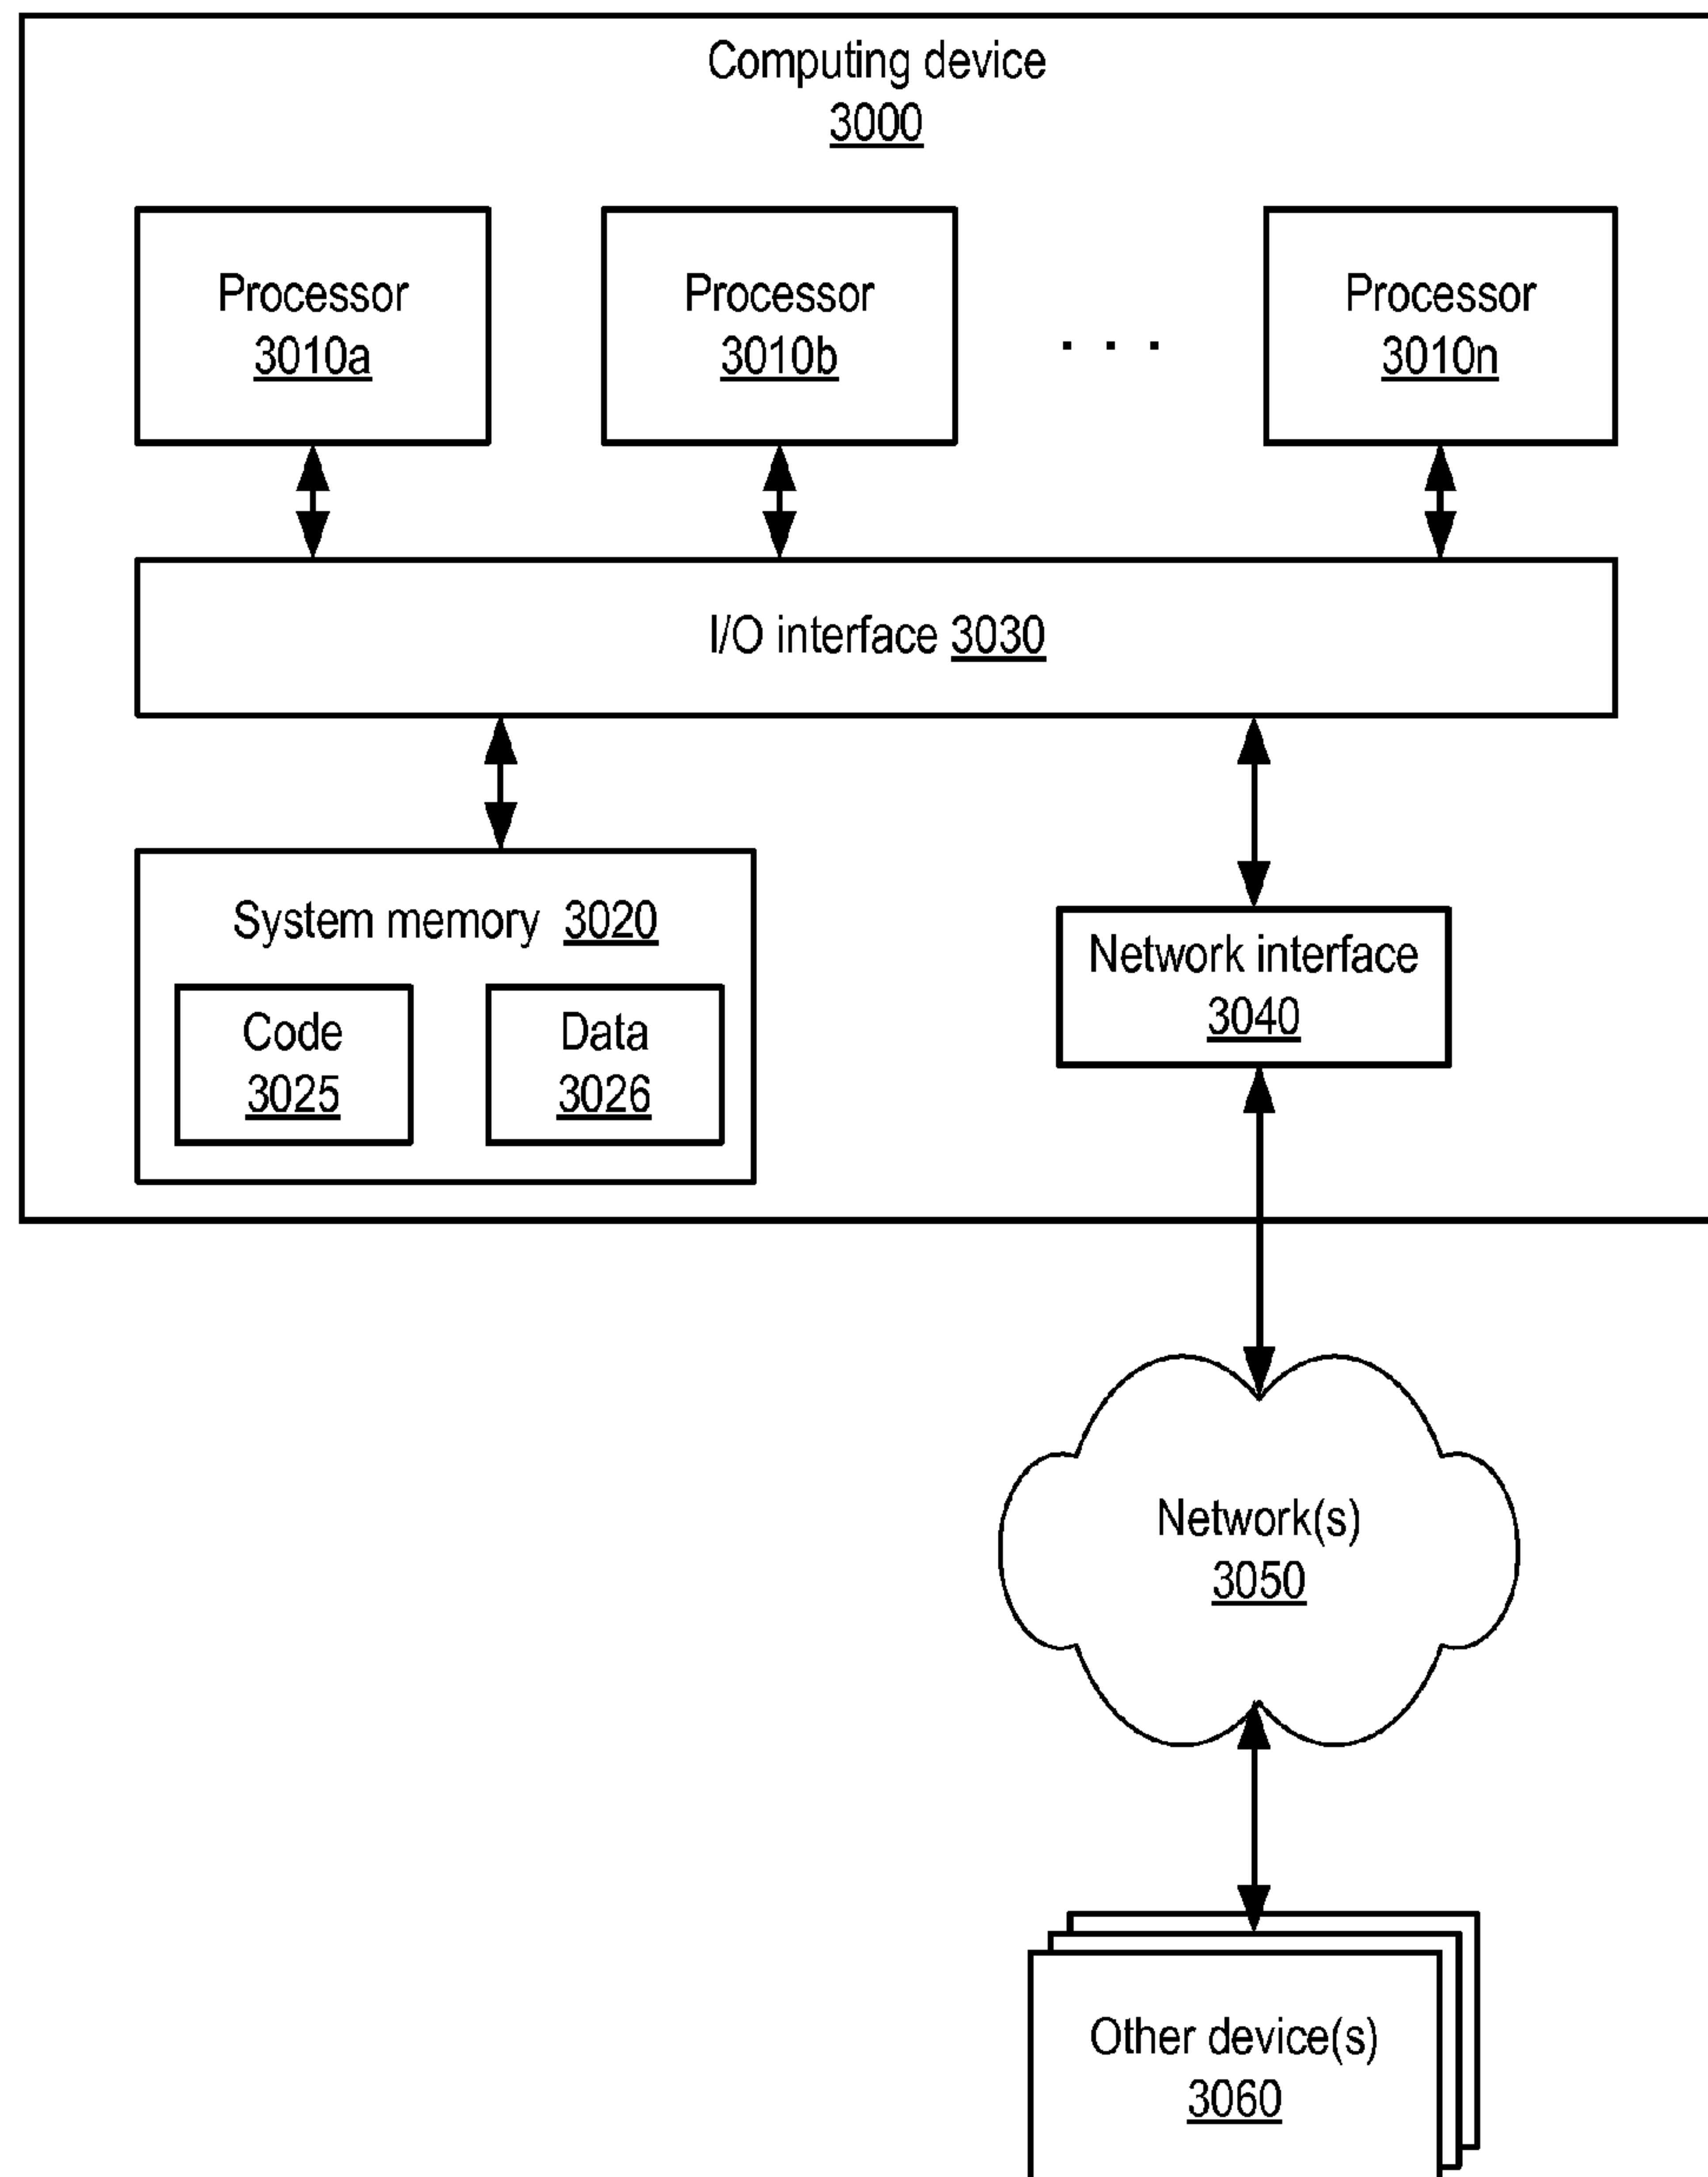 Computing device
3000
Processor
3010a
Processor
3010b
. . .
Processor
3010n
I/O interface 3030
System memory 3020
Code
3025
Data
3026
Network interface
3040
Network(s)
3050
Other device(s)
3060